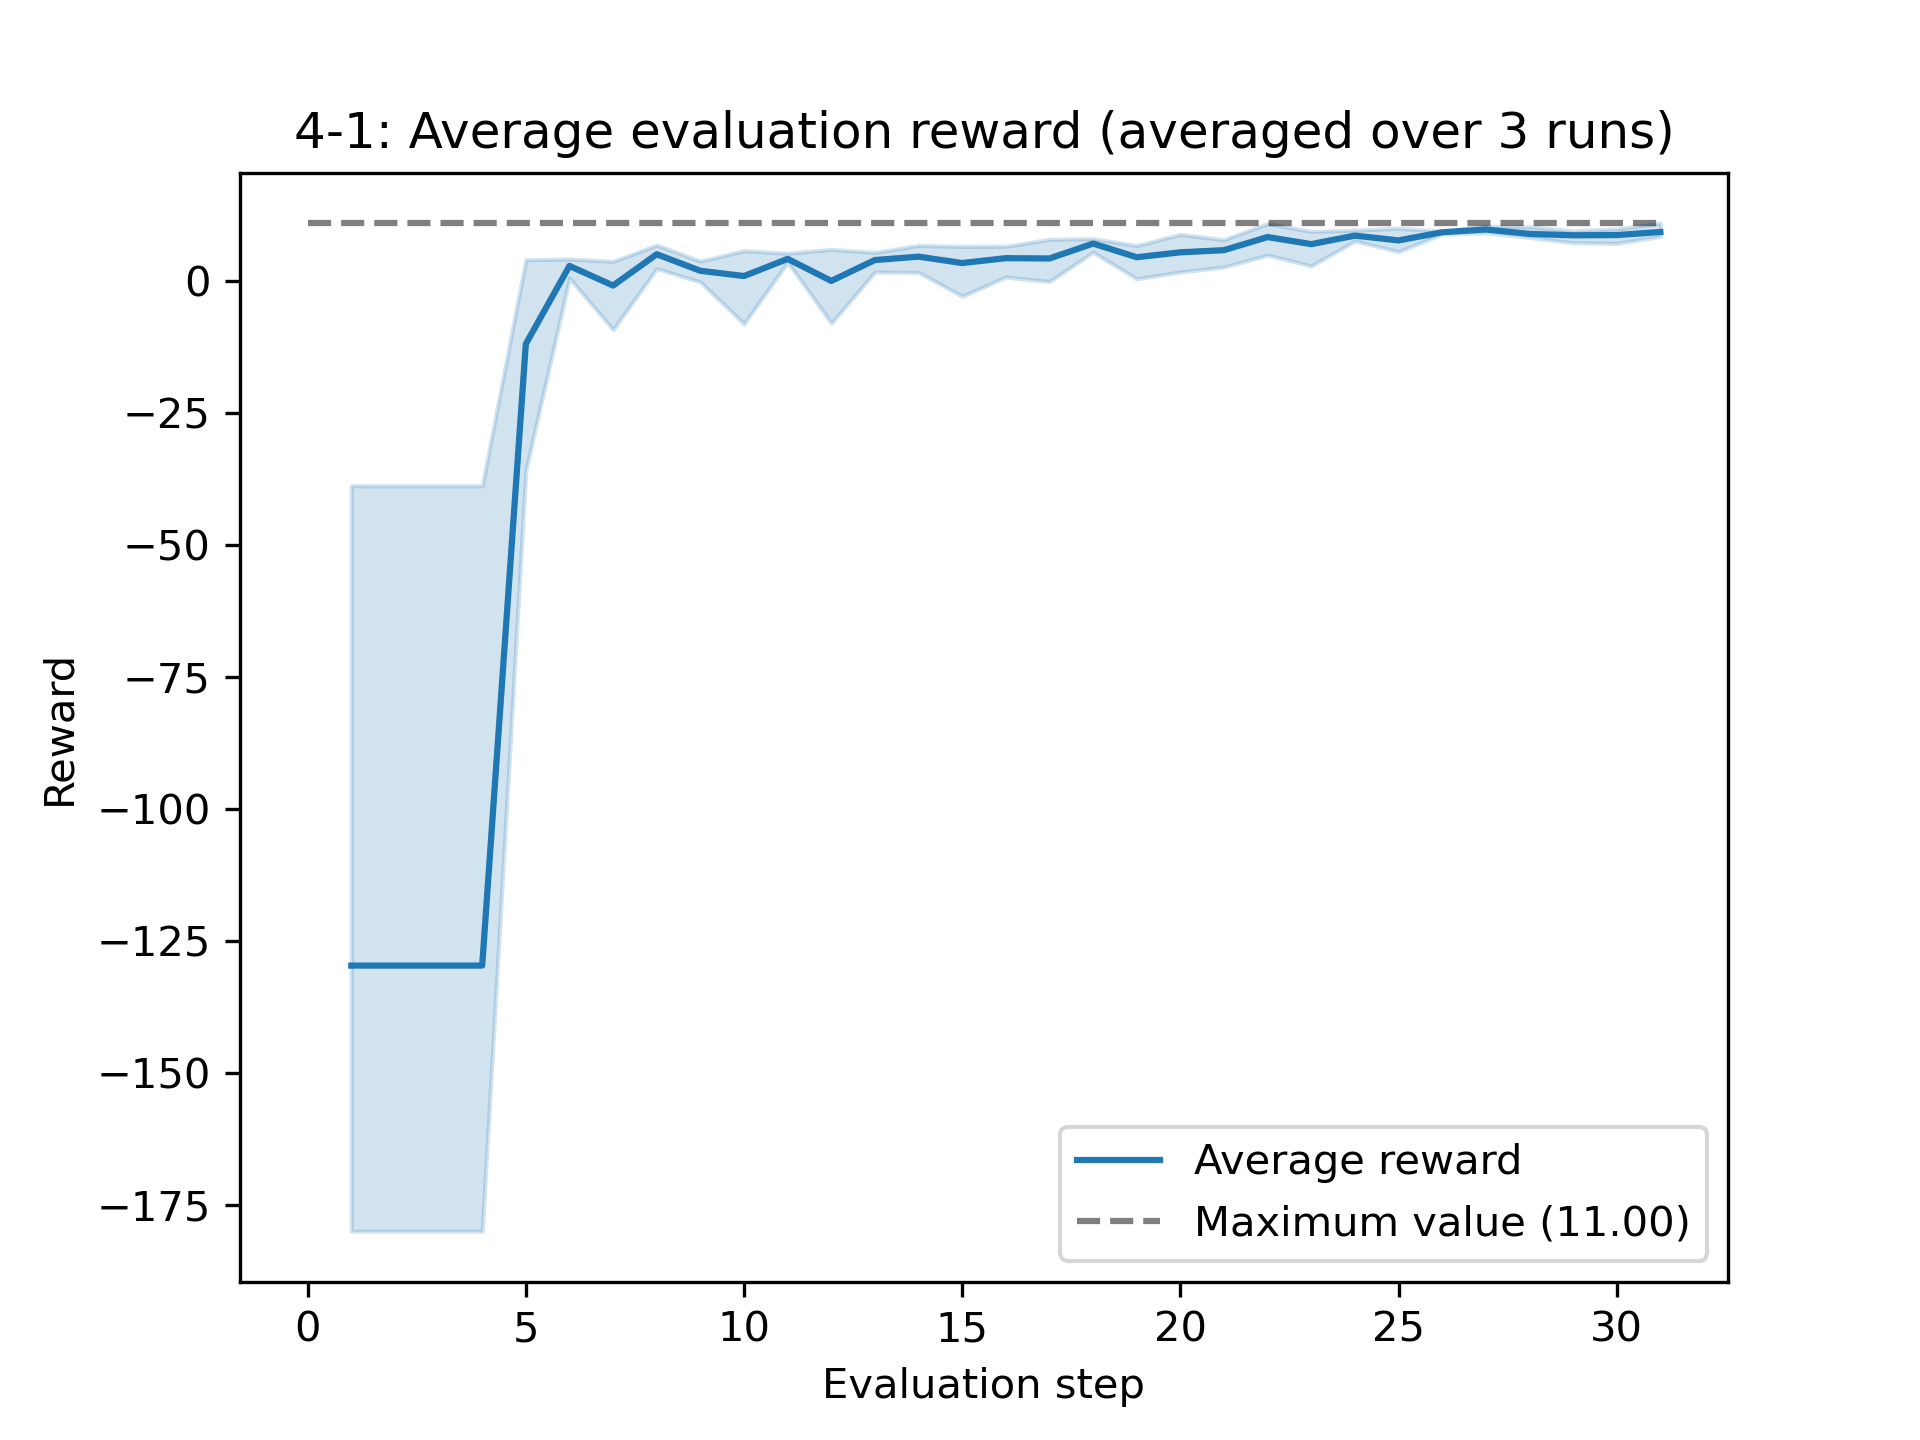 4-1: Average evaluation reward (averaged over 3 runs)
0
−25
−50
−75
−100
−125
−150
−175
Reward
Average reward
Maximum value (11.00)
0 5 10 15 20 25 30
Evaluation step